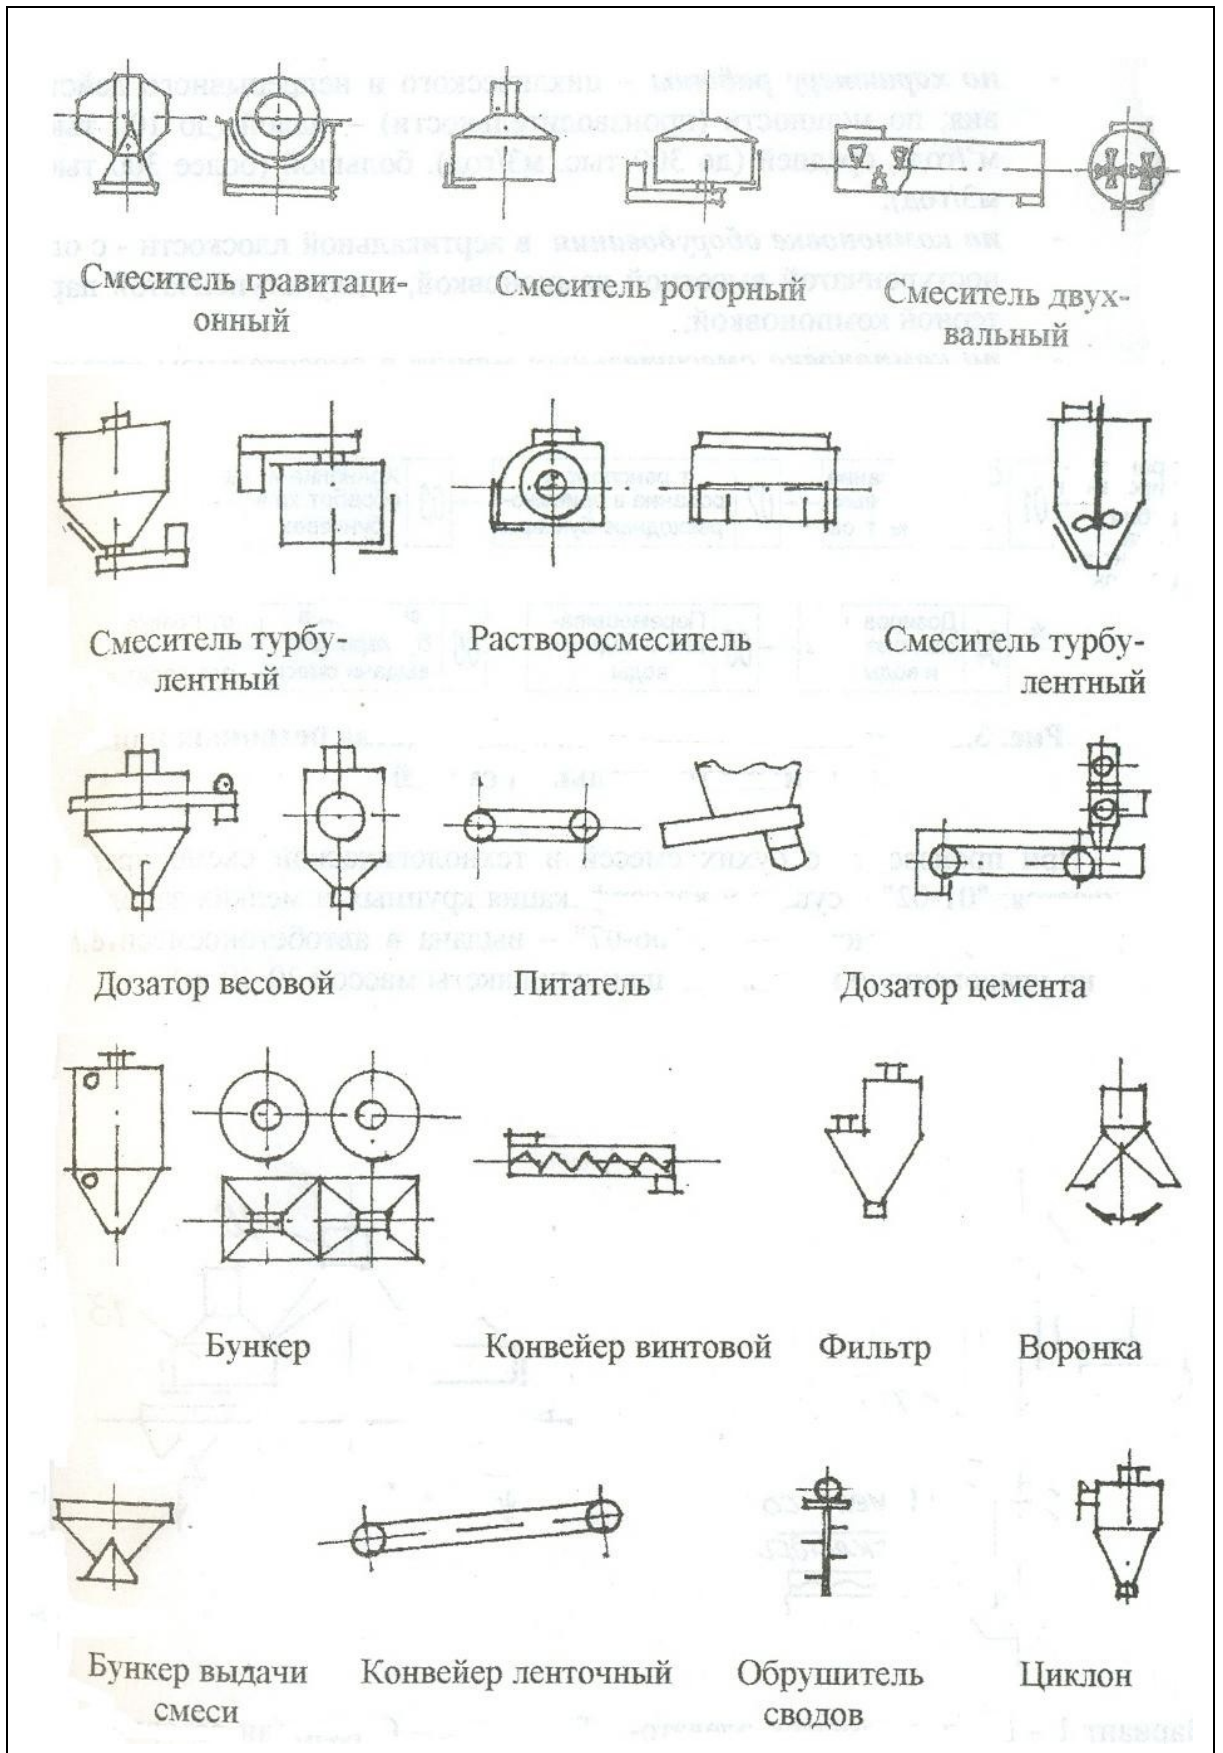 Смеситель гравитаци-
онный
Смеситель роторный
Смеситель двух-
вальный
Смеситель турбу-
лентный
Растворосмеситель
Смеситель турбу-
лентный
Дозатор весовой
Питатель
Дозатор цемента
Бункер
Конвейер винтовой
Фильтр
Воронка
Бункер выдачи
смеси
Конвейер ленточный
Обрушитель
сводов
Циклон